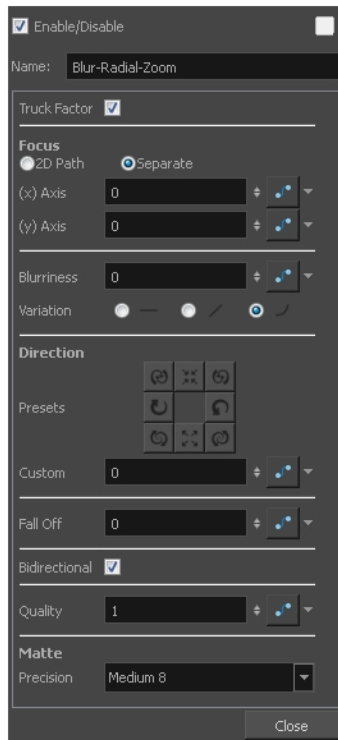 Enable/Disable
Name: Blur-Radial-Zoom
Truck Factor
Focus
2D Path Separate
(x) Axis 0
(y) Axis 0
Blurriness 0
Variation
Direction
Presets
Custom 0
Fall Off 0
Bidirectional
Quality 1
Matte
Precision Medium 8
Close